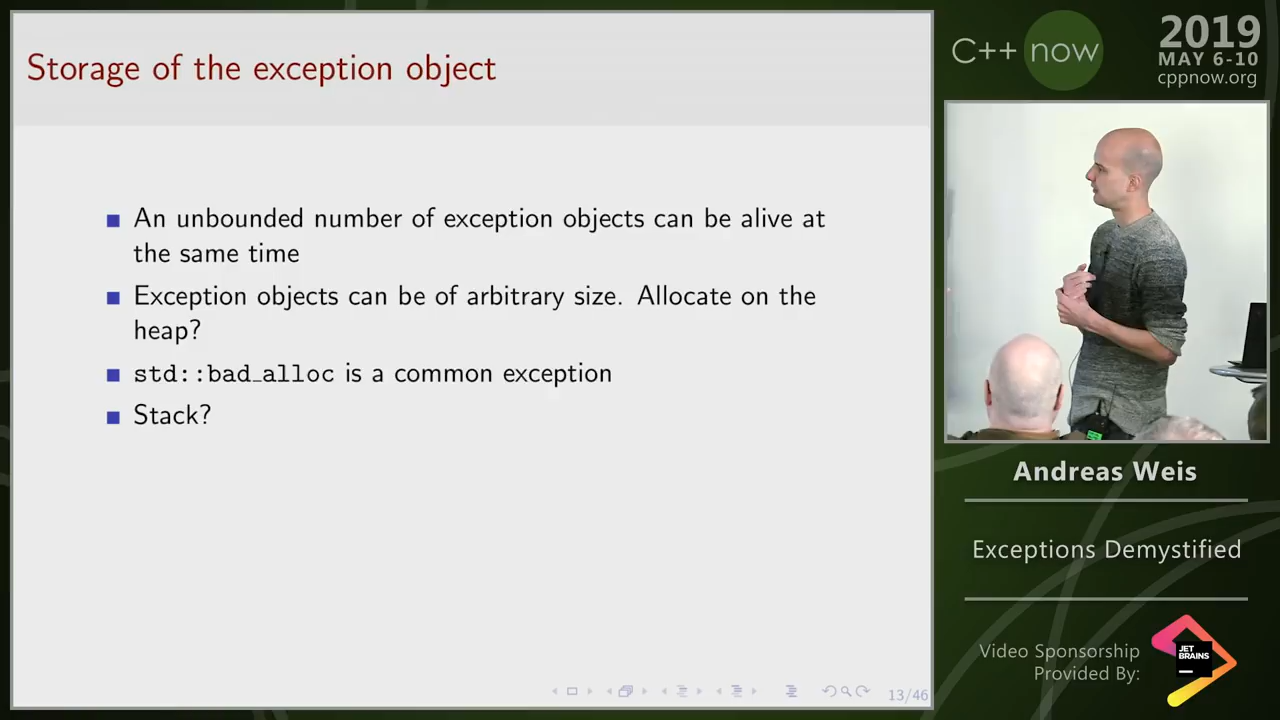 Storage of the exception object
An unbounded number of exception objects can be alive at
the same time
Exception objects can be of arbitrary size. Allocate on the
heap?
std::bad_alloc is a common exception
Stack?
13/46
C++ now
2019
MAY 6-10
cppnow.org
Andreas Weis
Exceptions Demystified
Video Sponsorship
Provided By:
JET
BRAINS